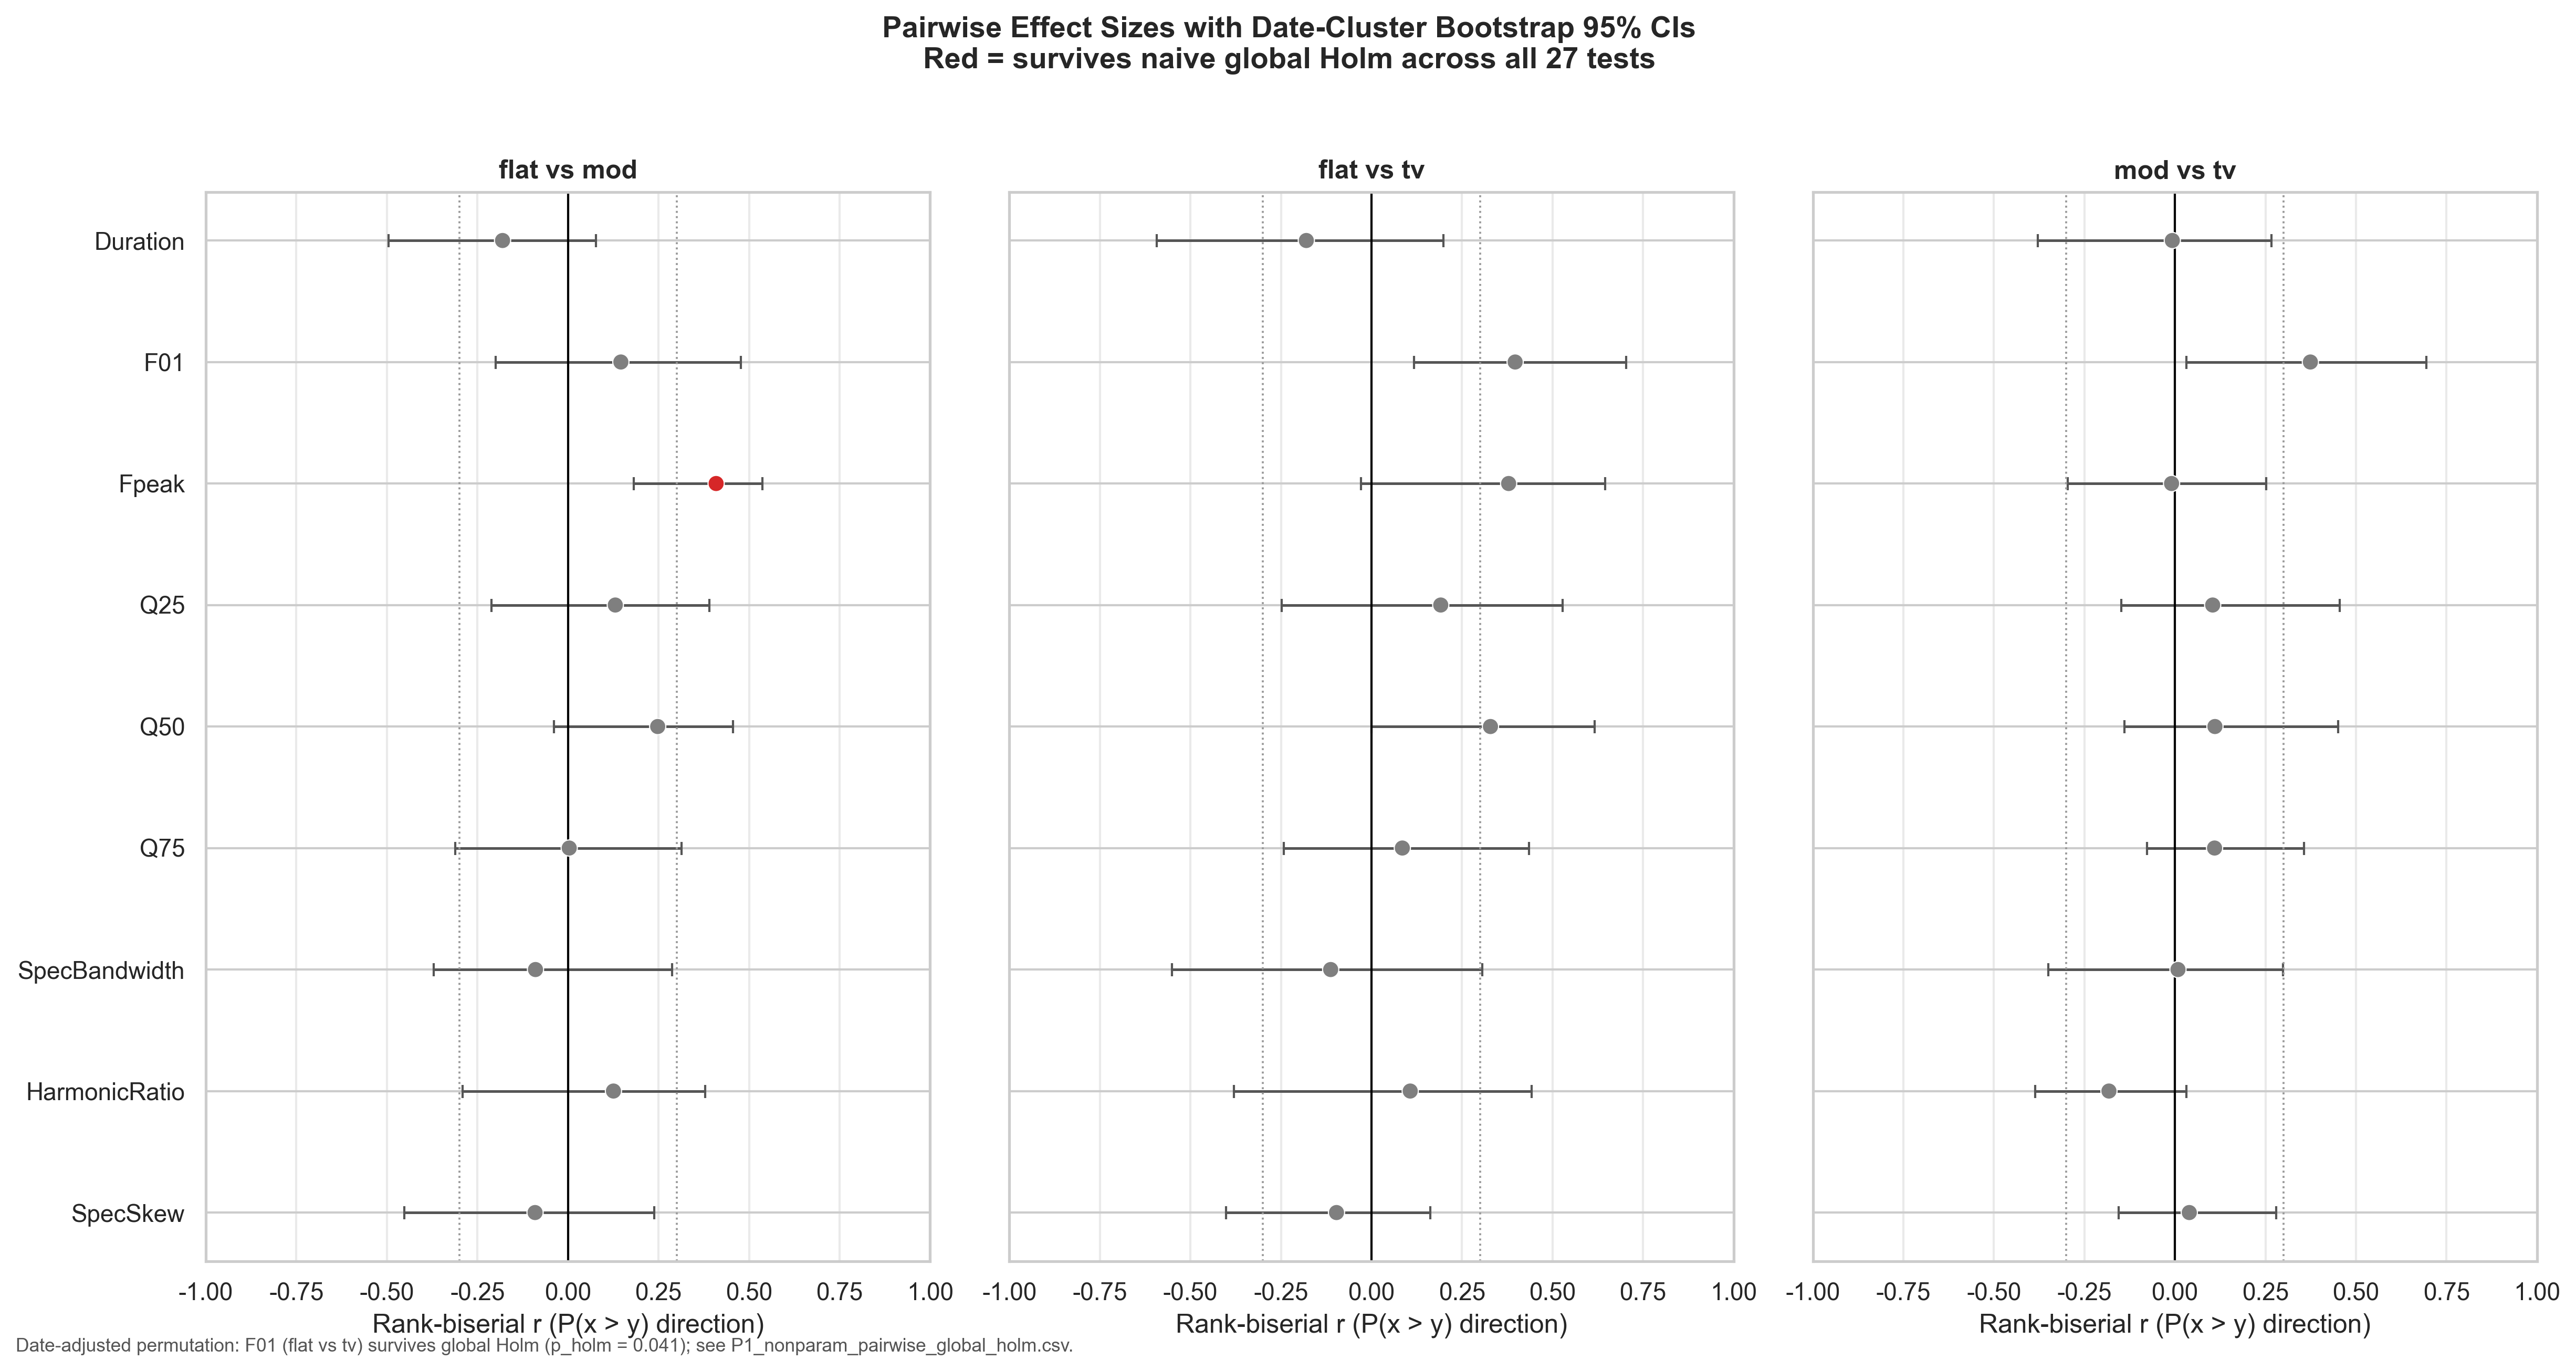 Pairwise Effect Sizes with Date-Cluster Bootstrap 95% CIs
Red = survives naive global Holm across all 27 tests
flat vs mod
flat vs tv
mod vs tv
Duration
F01
Fpeak
Q25
Q50
Q75
SpecBandwidth
HarmonicRatio
SpecSkew
-1.00 -0.75 -0.50 -0.25 0.00 0.25 0.50 0.75 1.00
-1.00 -0.75 -0.50 -0.25 0.00 0.25 0.50 0.75 1.00
-1.00 -0.75 -0.50 -0.25 0.00 0.25 0.50 0.75 1.00
Rank-biserial r (P(x > y) direction)
Rank-biserial r (P(x > y) direction)
Rank-biserial r (P(x > y) direction)
Date-adjusted permutation: F01 (flat vs tv) survives global Holm (p_holm = 0.041); see P1_nonparam_pairwise_global_holm.csv.